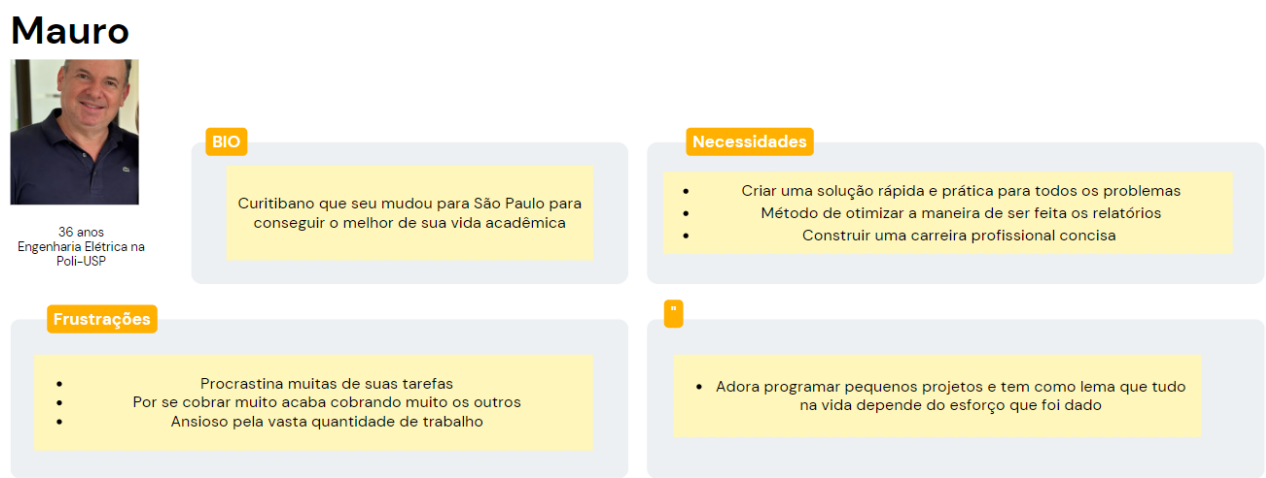 Mauro
36 anos
Engenharia Elétrica na
Poli-USP
BIO
Curitibano que seu mudou para São Paulo para
conseguir o melhor de sua vida acadêmica
Necessidades
• Criar uma solução rápida e prática para todos os problemas
• Método de otimizar a maneira de ser feita os relatórios
• Construir uma carreira profissional concisa
Frustrações
• Procrastina muitas de suas tarefas
• Por se cobrar muito acaba cobrando muito os outros
• Ansioso pela vasta quantidade de trabalho
"
• Adora programar pequenos projetos e tem como lema que tudo
na vida depende do esforço que foi dado